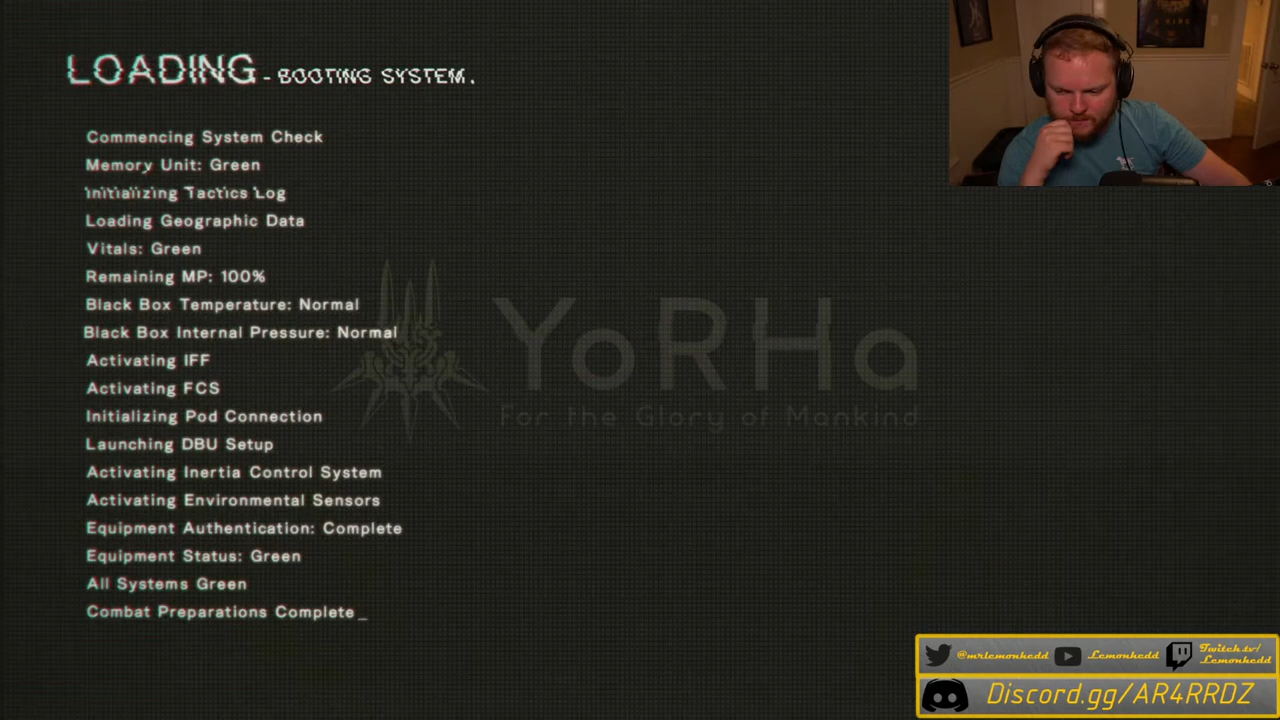 LOADING - BOOTING SYSTEM.
Commencing System Check
Memory Unit: Green
Initializing Tactics Log
Loading Geographic Data
Vitals: Green
Remaining MP: 100%
Black Box Temperature: Normal
Black Box Internal Pressure: Normal
Activating IFF
Activating FCS
Initializing Pod Connection
Launching DBU Setup
Activating Inertia Control System
Activating Environmental Sensors
Equipment Authentication: Complete
Equipment Status: Green
All Systems Green
Combat Preparations Complete _
YoRHa
For the Glory of Mankind
@mrlemonhedd
Lemonhedd
Twitch.tv/
Lemonhedd
Discord.gg/AR4RRDZ